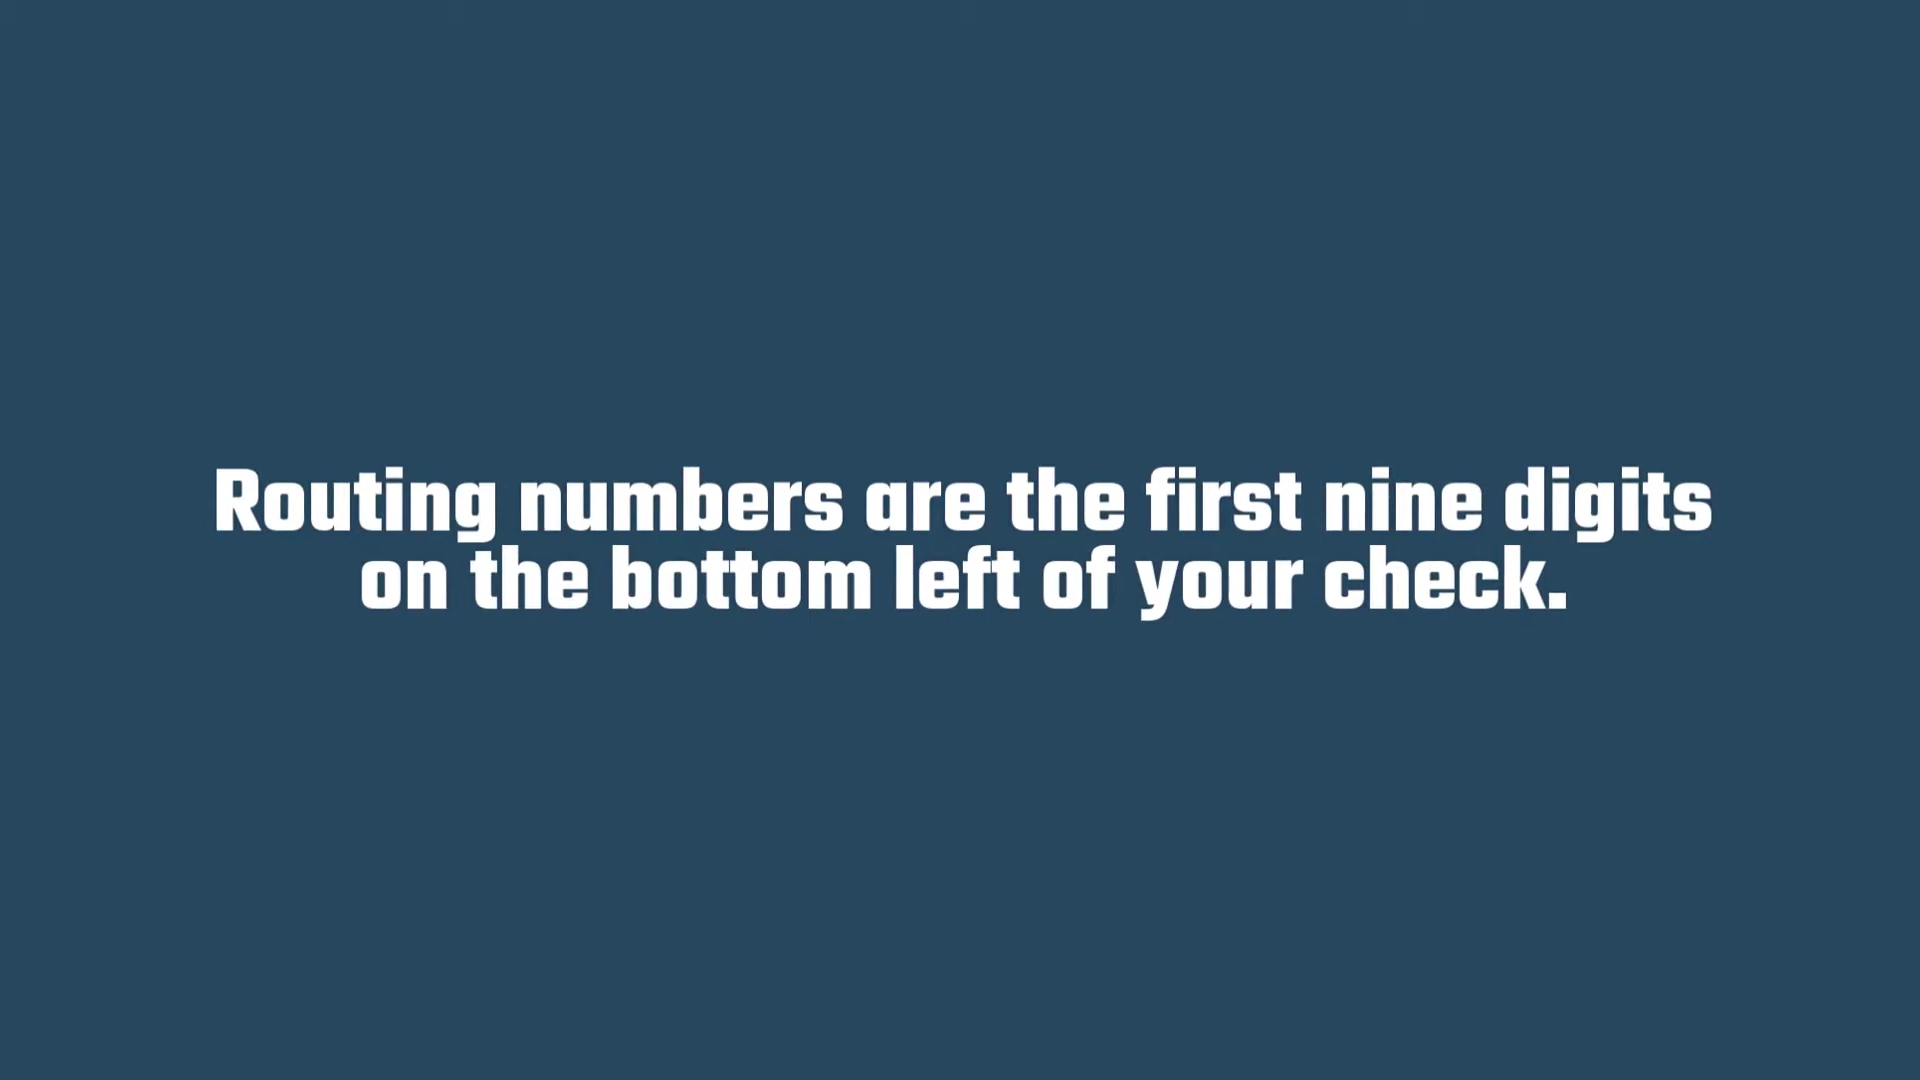 Routing numbers are the first nine digits
on the bottom left of your check.